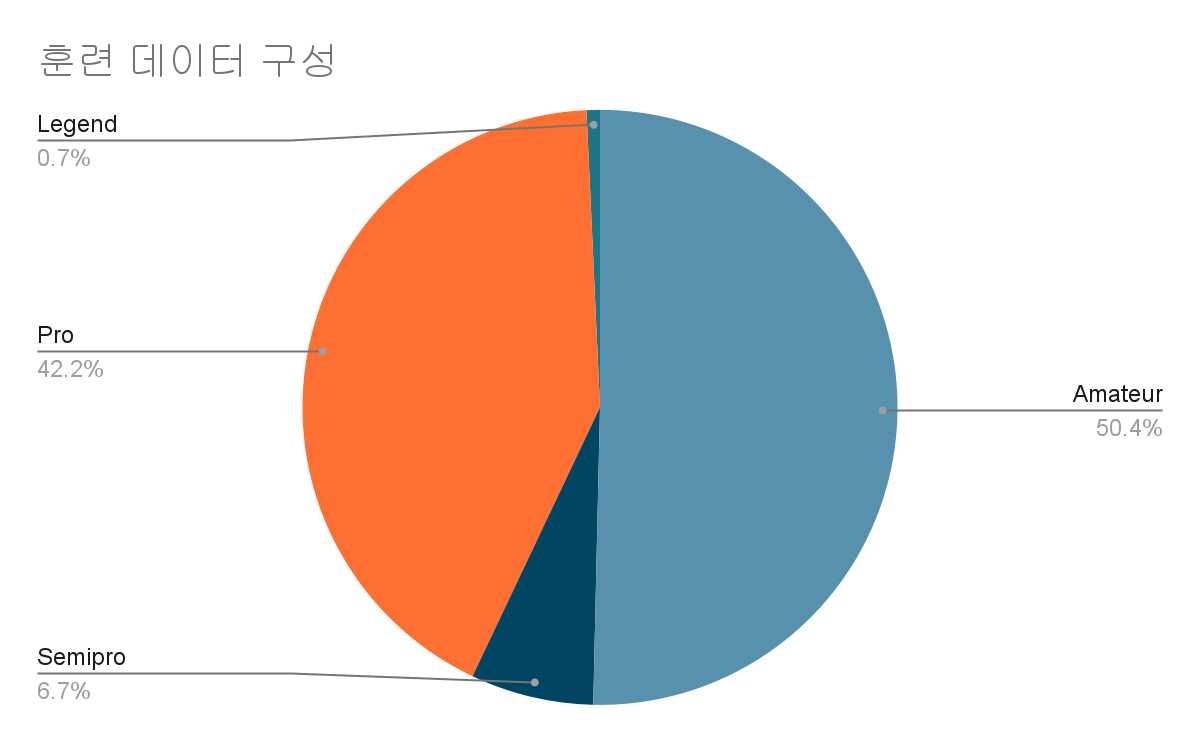 훈련 데이터 구성
Legend
0.7%
Pro
42.2%
Amateur
50.4%
Semipro
6.7%